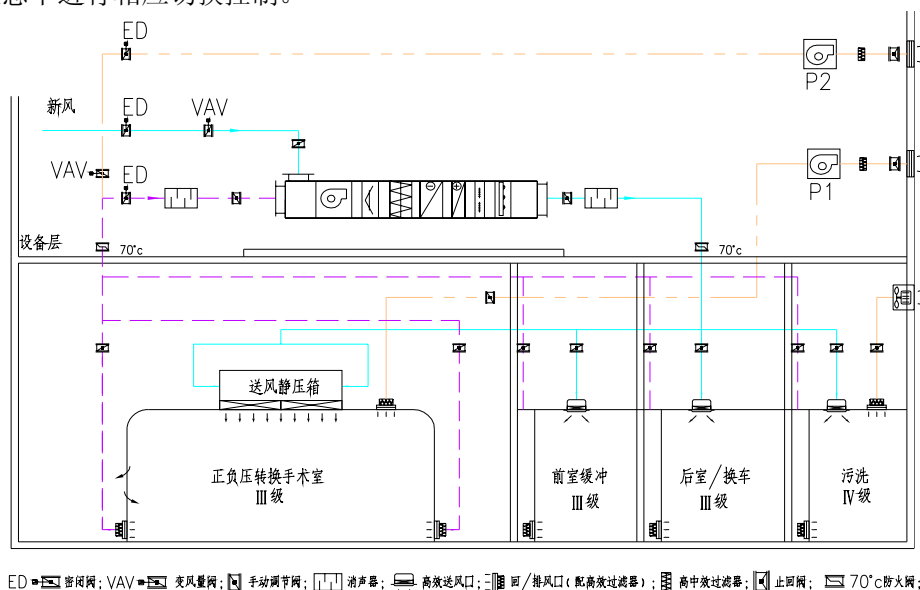 ED
P2
新风
ED
VAV
VAV
ED
P1
设备层
70°c
70°c
送风静压箱
正负压转换手术室
III级
前室缓冲
III级
后室/换车
III级
污洗
IV级
ED 密闭阀; VAV 变风量阀; 手动调节阀; 消声器; 高效送风口; 回/排风口(配高效过滤器); 高中效过滤器; 止回阀; 70°c防火阀;